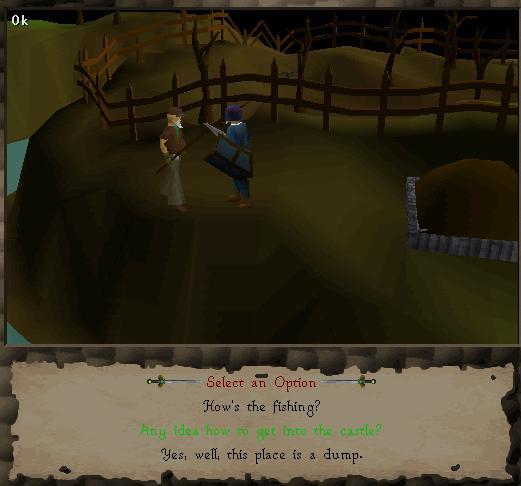 Ok
Select an Option
How's the fishing?
Any idea how to get into the castle?
Yes, well, this place is a dump.